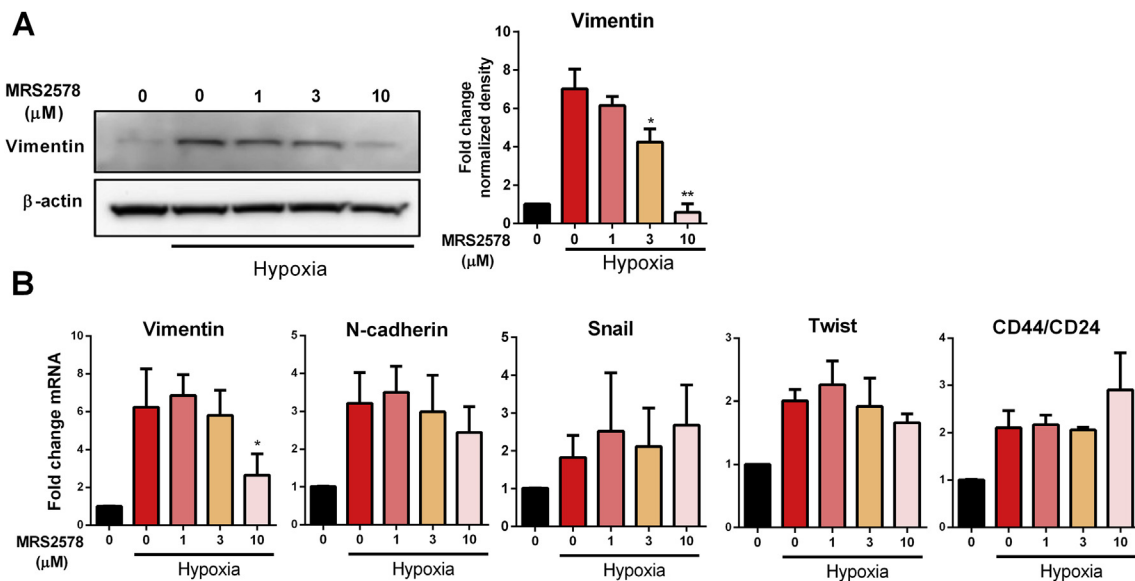 A
MRS2578
(μM)
0 0 1 3 10
Vimentin
β-actin
Hypoxia
Vimentin
Fold change
normalized density
10
8
6
4
2
0
*
**
MRS2578
(μM)
0 0 1 3 10
Hypoxia
B
Vimentin
Fold change mRNA
10
8
6
4
2
0
*
MRS2578
(μM)
0 0 1 3 10
Hypoxia
N-cadherin
5
4
3
2
1
0
0 0 1 3 10
Hypoxia
Snail
5
4
3
2
1
0
0 0 1 3 10
Hypoxia
Twist
3
2
1
0
0 0 1 3 10
Hypoxia
CD44/CD24
4
3
2
1
0
0 0 1 3 10
Hypoxia